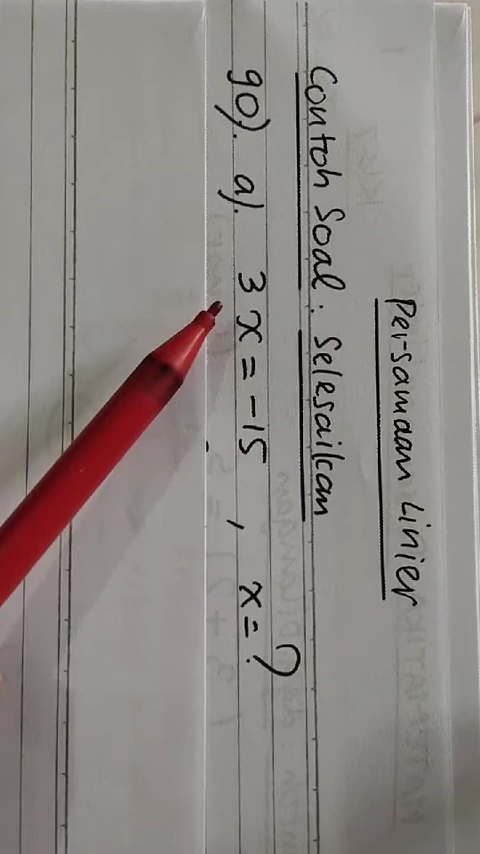 Persamaan Linier
Contoh Soal : Selesaikan
90). a). 3x = -15 , x = ?